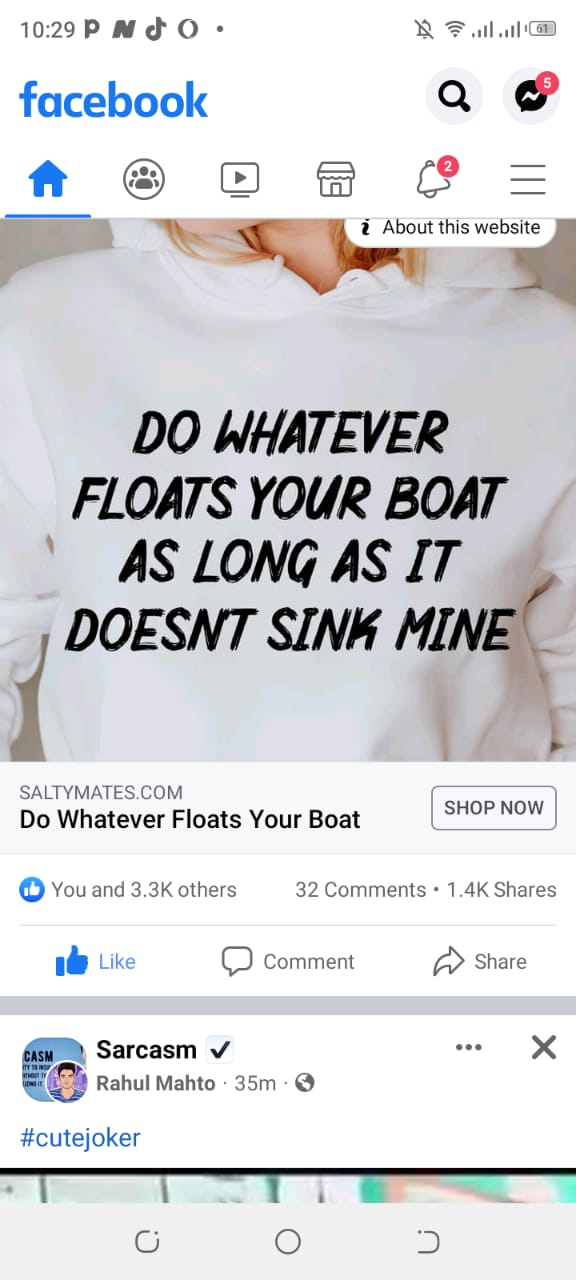 10:29
61
facebook
5
2
i About this website
DO WHATEVER
FLOATS YOUR BOAT
AS LONG AS IT
DOESNT SINK MINE
SALTYMATES.COM
Do Whatever Floats Your Boat
SHOP NOW
You and 3.3K others
32 Comments • 1.4K Shares
Like
Comment
Share
CASM
Sarcasm
Rahul Mahto · 35m ·
#cutejoker